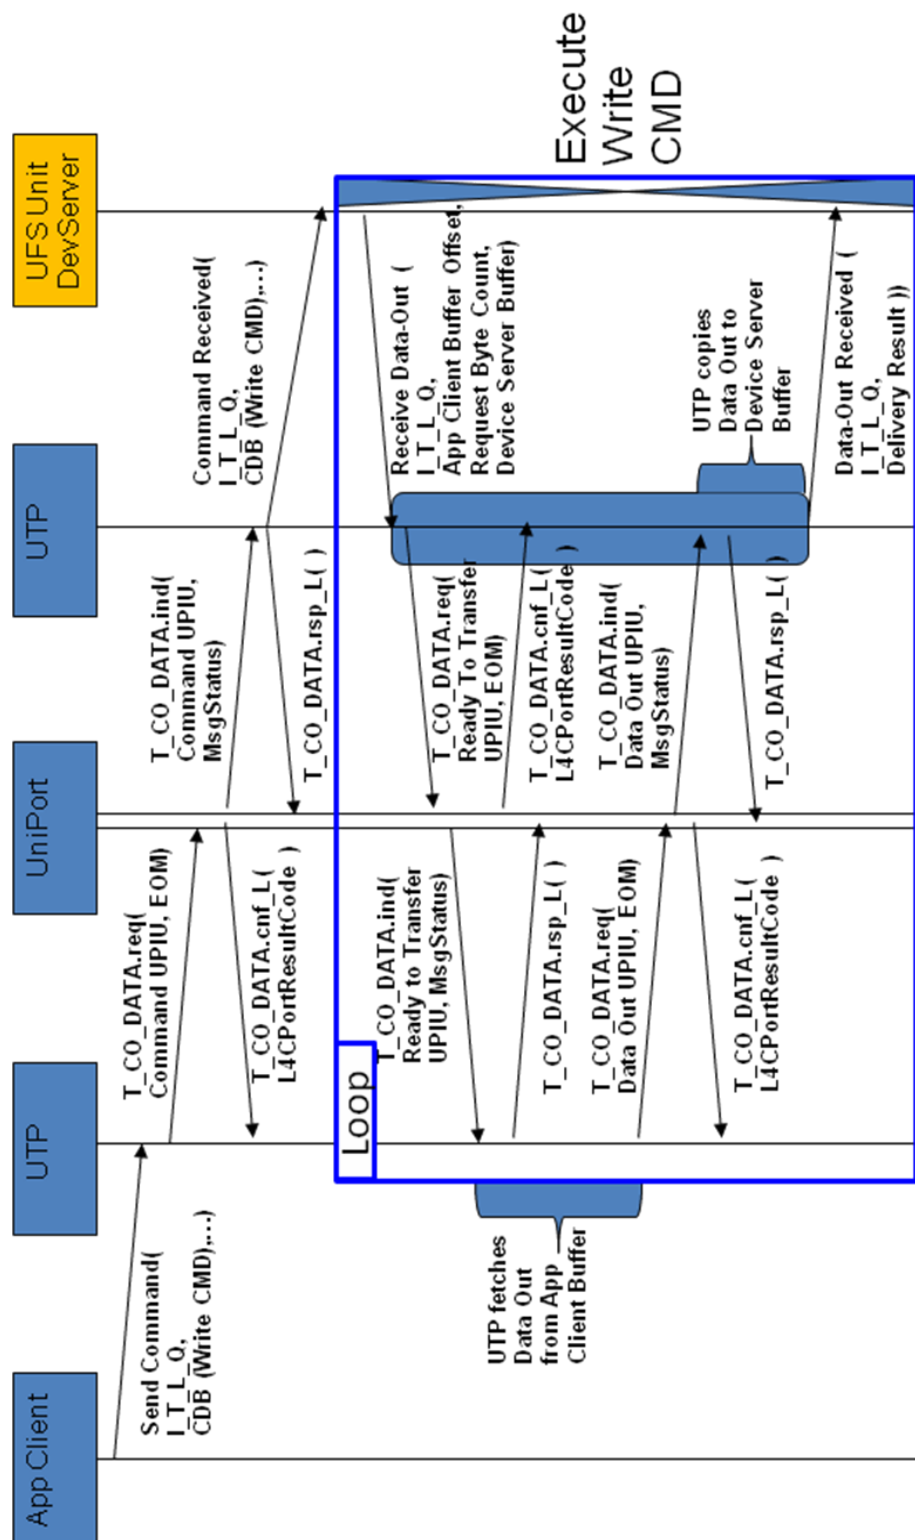 App Client
UTP
UniPort
UTP
UFS Unit
DevServer
Send Command(
I_T_L_Q,
CDB (Write CMD),…)
T_CO_DATA.req(
Command UPIU, EOM)
T_CO_DATA.cnf_L(
L4CPortResultCode )
T_CO_DATA.ind(
Command UPIU,
MsgStatus)
T_CO_DATA.rsp_L( )
Command Received(
I_T_L_Q,
CDB (Write CMD),…)
Loop
Receive Data-Out (
I_T_L_Q,
App Client Buffer Offset,
Request Byte Count,
Device Server Buffer)
T_CO_DATA.req(
Ready To Transfer
UPIU, EOM)
T_CO_DATA.cnf_L(
L4CPortResultCode )
T_CO_DATA.ind(
Ready to Transfer
UPIU, MsgStatus)
T_CO_DATA.rsp_L( )
UTP fetches
Data Out
from App
Client Buffer
T_CO_DATA.req(
Data Out UPIU, EOM)
T_CO_DATA.cnf_L(
L4CPortResultCode )
T_CO_DATA.ind(
Data Out UPIU,
MsgStatus)
T_CO_DATA.rsp_L( )
UTP copies
Data Out to
Device Server
Buffer
Data-Out Received (
I_T_L_Q,
Delivery Result ))
Execute
Write
CMD